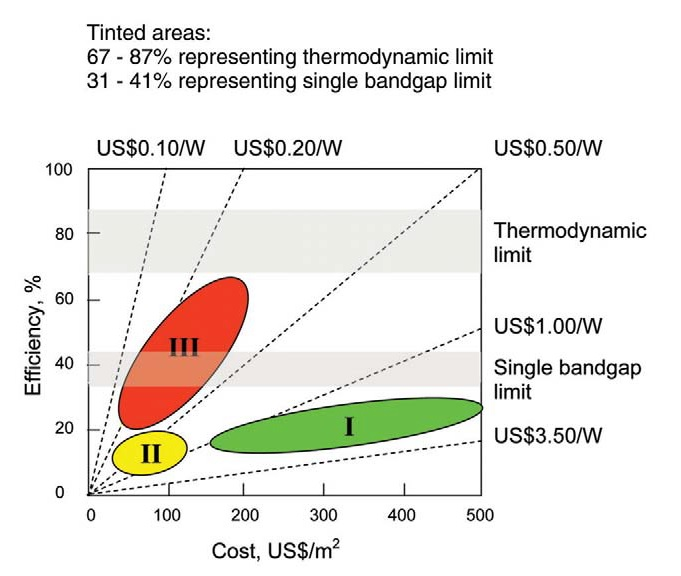 Tinted areas:
67 - 87% representing thermodynamic limit
31 - 41% representing single bandgap limit
US$0.10/W
US$0.20/W
US$0.50/W
100
80
60
40
20
0
Efficiency, %
Thermodynamic
limit
US$1.00/W
Single bandgap
limit
US$3.50/W
III
II
I
0
100
200
300
400
500
Cost, US$/m²